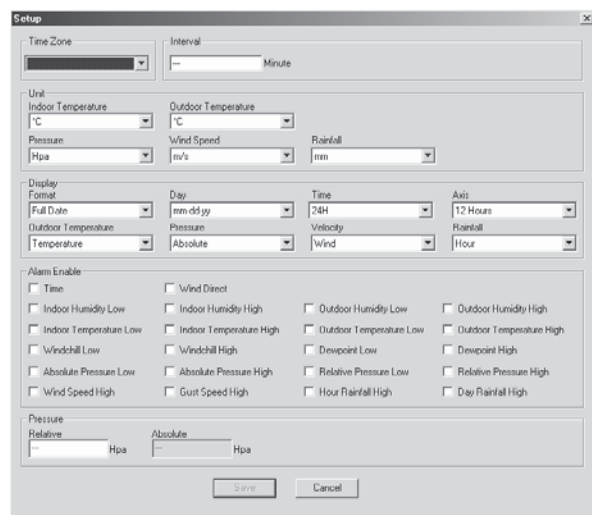 Setup
Time Zone Interval
--- Minute
Unit
Indoor Temperature Outdoor Temperature
°C °C
Pressure Wind Speed Rainfall
Hpa m/s mm
Display
Format Day Time Axis
Full Date mm-dd-yy 24H 12 Hours
Outdoor Temperature Pressure Velocity Rainfall
Temperature Absolute Wind Hour
Alarm Enable
Time Wind Direct
Indoor Humidity Low Indoor Humidity High Outdoor Humidity Low Outdoor Humidity High
Indoor Temperature Low Indoor Temperature High Outdoor Temperature Low Outdoor Temperature High
Windchill Low Windchill High Dewpoint Low Dewpoint High
Absolute Pressure Low Absolute Pressure High Relative Pressure Low Relative Pressure High
Wind Speed High Gust Speed High Hour Rainfall High Day Rainfall High
Pressure
Relative Absolute
--- Hpa --- Hpa
Save Cancel